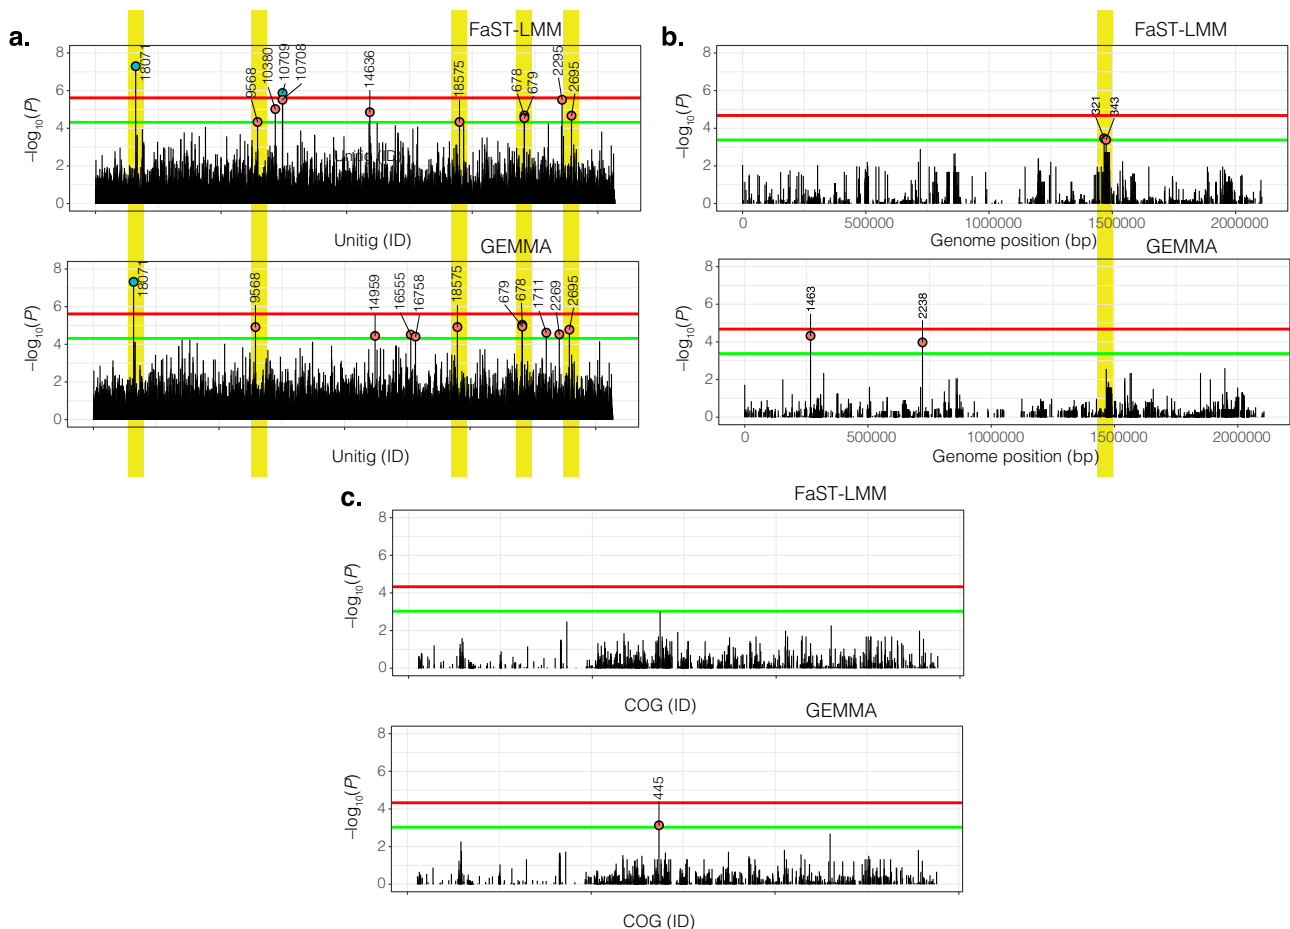 a.
FaST-LMM
18071
9568
10380
10709
10708
14636
18575
678
679
2295
2695
8
6
4
2
0
–log10(P)
Unitig (ID)
Unitig (ID)
GEMMA
18071
9568
14959
16555
16758
18575
679
678
1711
2269
2695
8
6
4
2
0
–log10(P)
Unitig (ID)
b.
FaST-LMM
321
343
8
6
4
2
0
–log10(P)
0 500000 1000000 1500000 2000000
Genome position (bp)
GEMMA
1463
2238
8
6
4
2
0
–log10(P)
0 500000 1000000 1500000 2000000
Genome position (bp)
c.
FaST-LMM
8
6
4
2
0
–log10(P)
COG (ID)
GEMMA
445
8
6
4
2
0
–log10(P)
COG (ID)